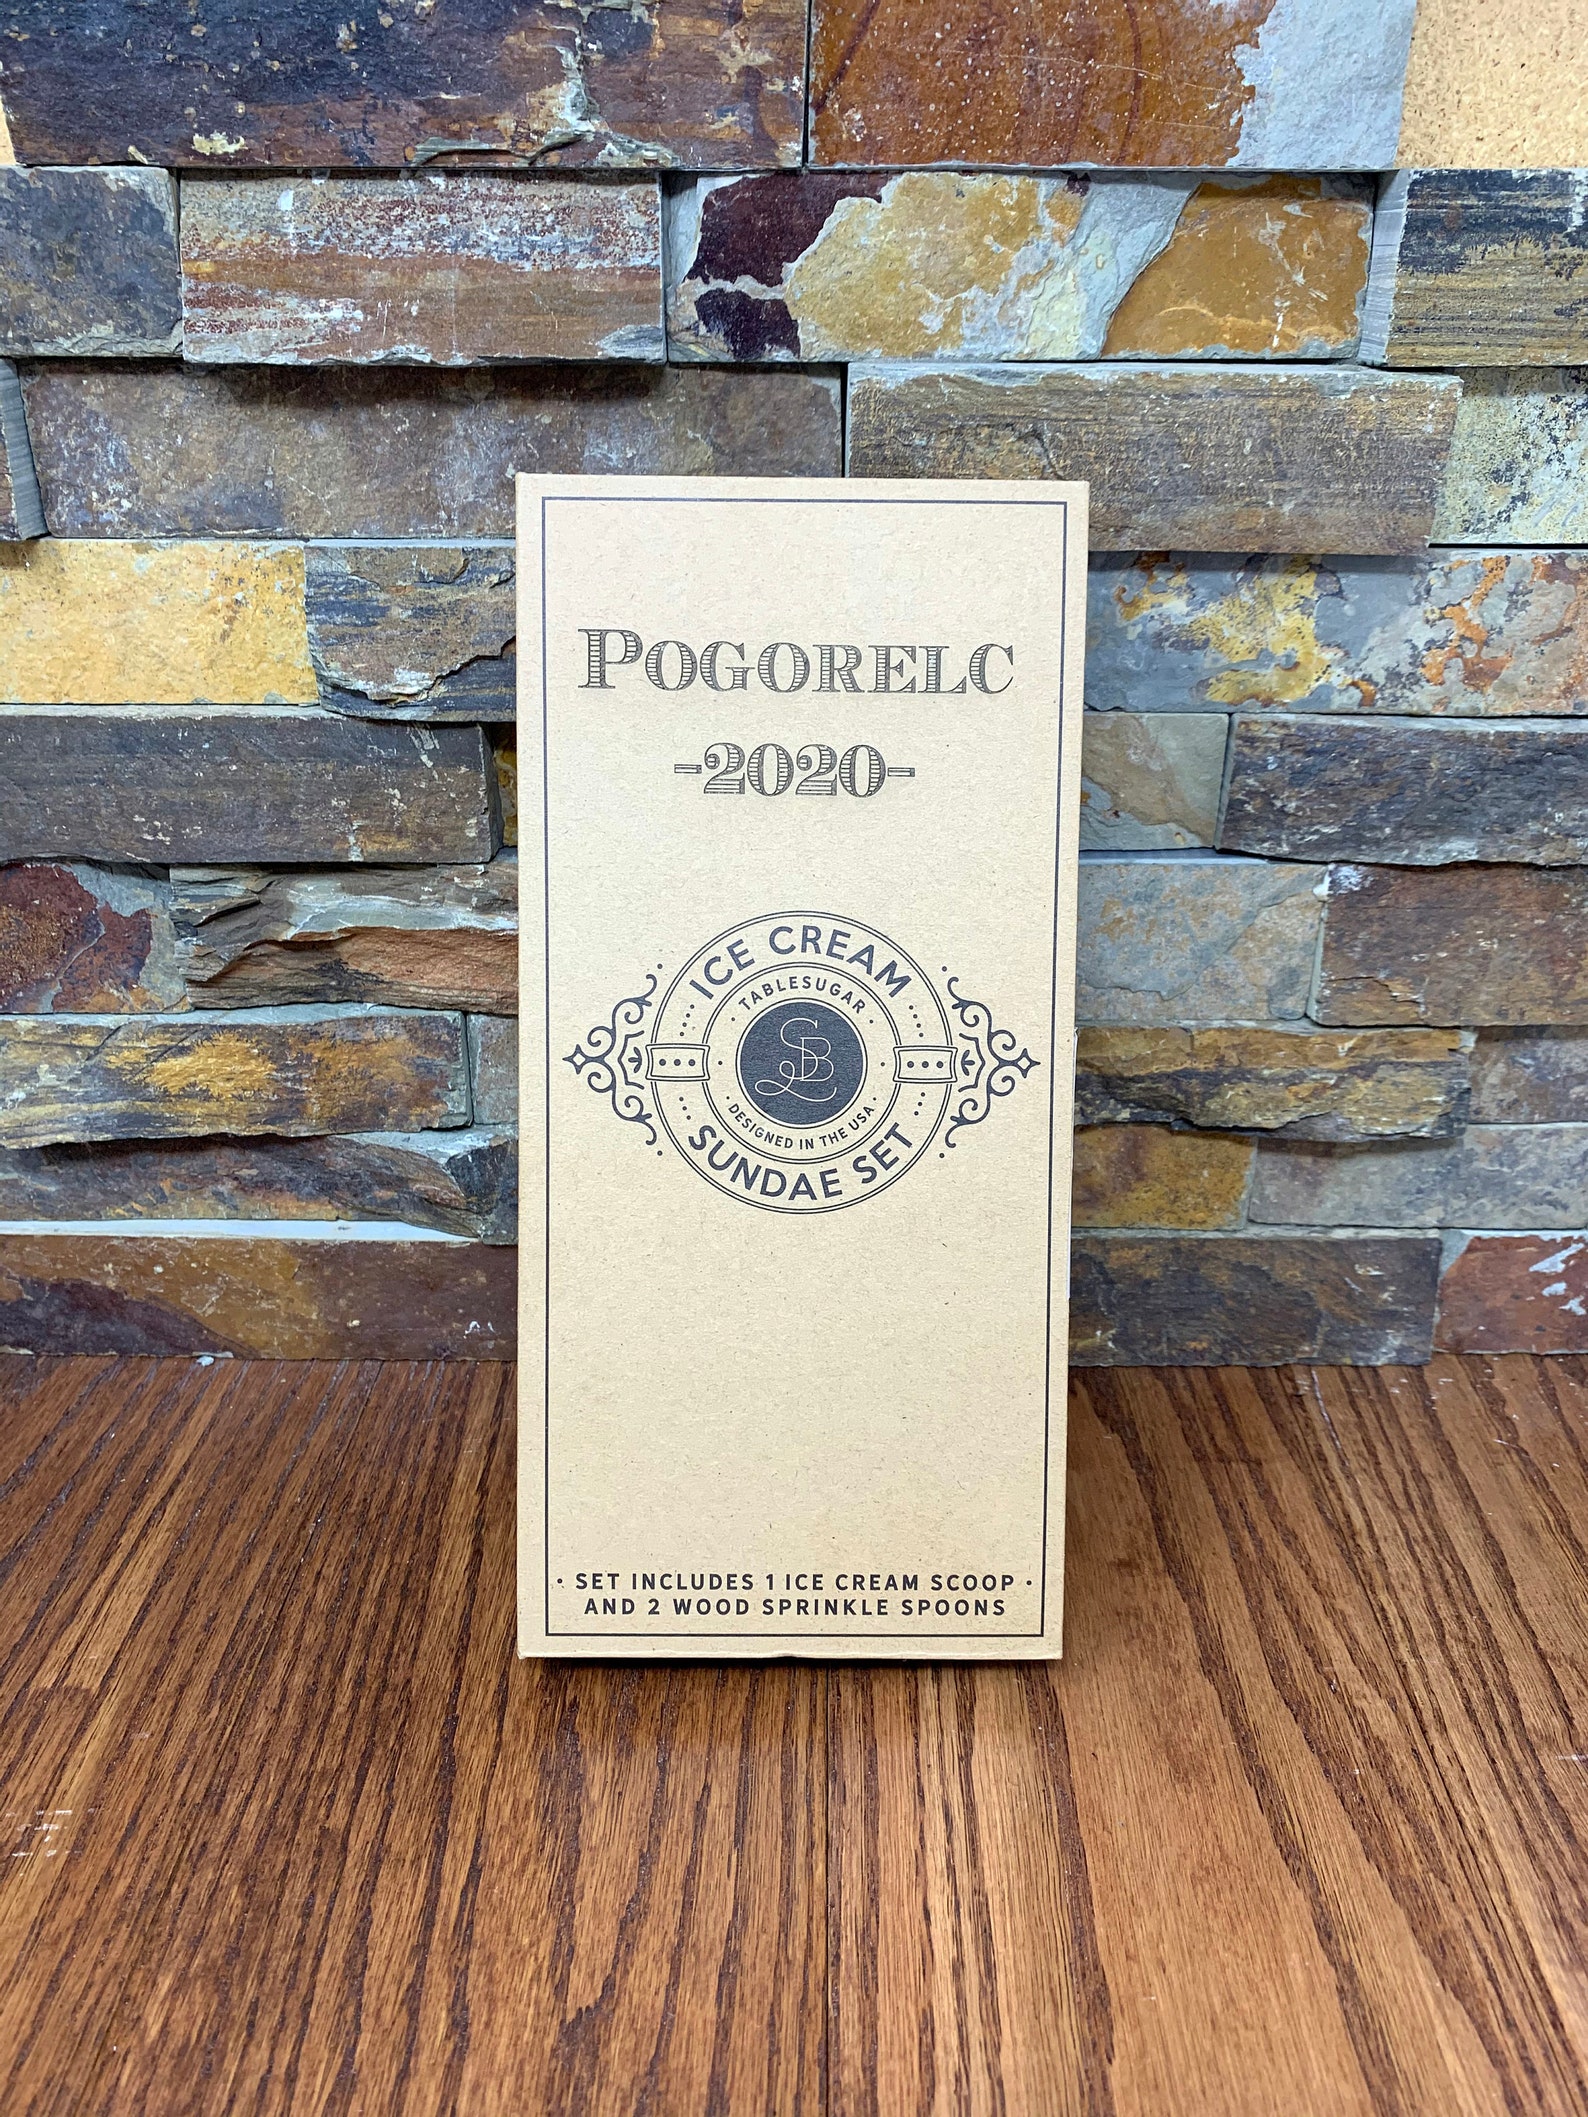 POGORELC
-2020-
ICE CREAM
· TABLESUGAR ·
SBL
· DESIGNED IN THE USA ·
SUNDAE SET
· SET INCLUDES 1 ICE CREAM SCOOP ·
AND 2 WOOD SPRINKLE SPOONS